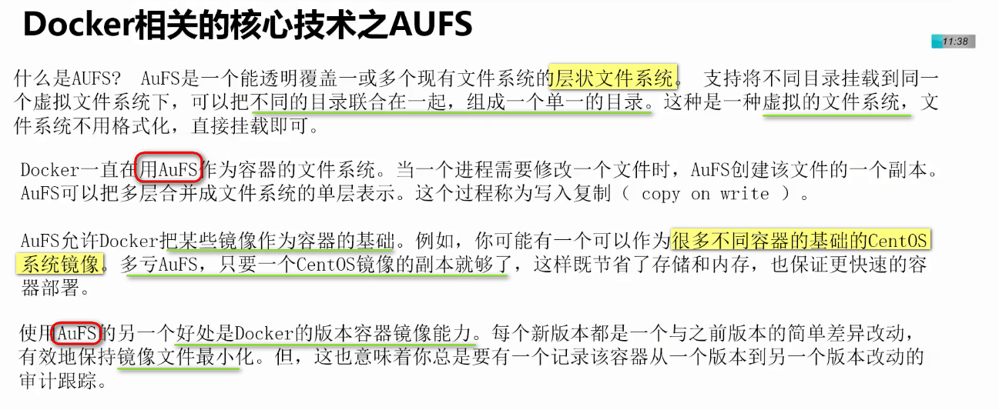 Docker相关的核心技术之AUFS
11:38
什么是AUFS? AuFS是一个能透明覆盖一或多个现有文件系统的层状文件系统。 支持将不同目录挂载到同一
个虚拟文件系统下，可以把不同的目录联合在一起，组成一个单一的目录。这种是一种虚拟的文件系统，文
件系统不用格式化，直接挂载即可。
Docker一直在用AuFS作为容器的文件系统。当一个进程需要修改一个文件时，AuFS创建该文件的一个副本。
AuFS可以把多层合并成文件系统的单层表示。这个过程称为写入复制（ copy on write ）。
AuFS允许Docker把某些镜像作为容器的基础。例如，你可能有一个可以作为很多不同容器的基础的CentOS
系统镜像。多亏AuFS，只要一个CentOS镜像的副本就够了，这样既节省了存储和内存，也保证更快速的容
器部署。
使用AuFS的另一个好处是Docker的版本容器镜像能力。每个新版本都是一个与之前版本的简单差异改动，
有效地保持镜像文件最小化。但，这也意味着你总是要有一个记录该容器从一个版本到另一个版本改动的
审计跟踪。